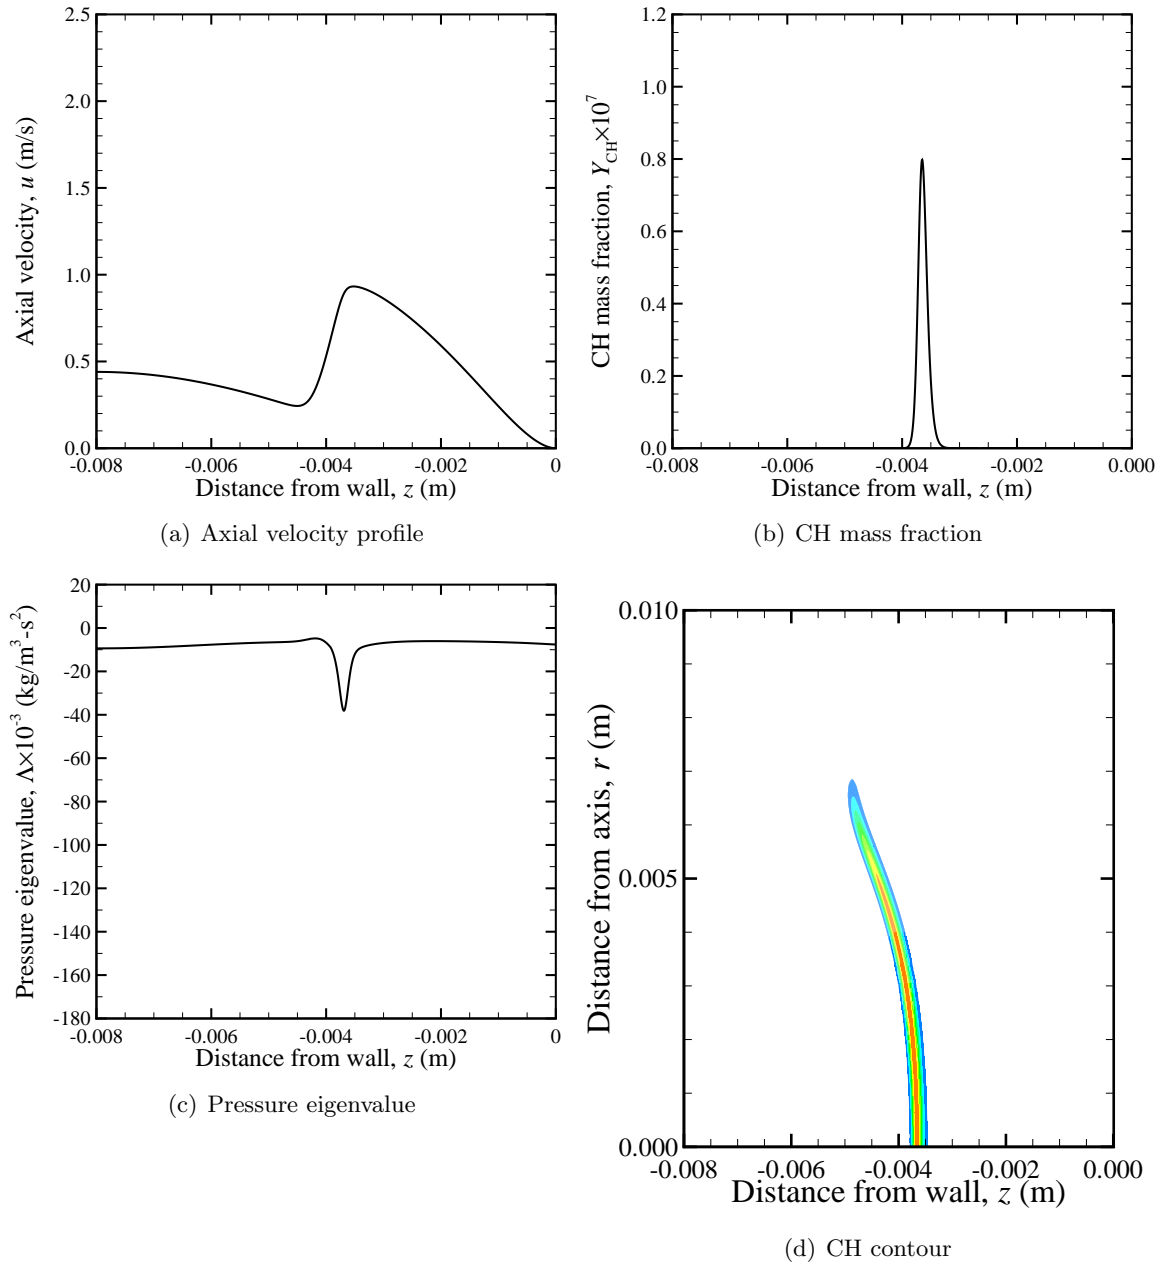 2.5
2.0
1.5
1.0
0.5
0.0
-0.008 -0.006 -0.004 -0.002 0
Axial velocity, u (m/s)
Distance from wall, z (m)
(a) Axial velocity profile
1.2
1.0
0.8
0.6
0.4
0.2
0.0
-0.008 -0.006 -0.004 -0.002 0.000
CH mass fraction, Y_CH×10^7
Distance from wall, z (m)
(b) CH mass fraction
20
0
-20
-40
-60
-80
-100
-120
-140
-160
-180
-0.008 -0.006 -0.004 -0.002 0
Pressure eigenvalue, Λ×10^-3 (kg/m^3-s^2)
Distance from wall, z (m)
(c) Pressure eigenvalue
0.010
0.005
0.000
-0.008 -0.006 -0.004 -0.002 0.000
Distance from axis, r (m)
Distance from wall, z (m)
(d) CH contour